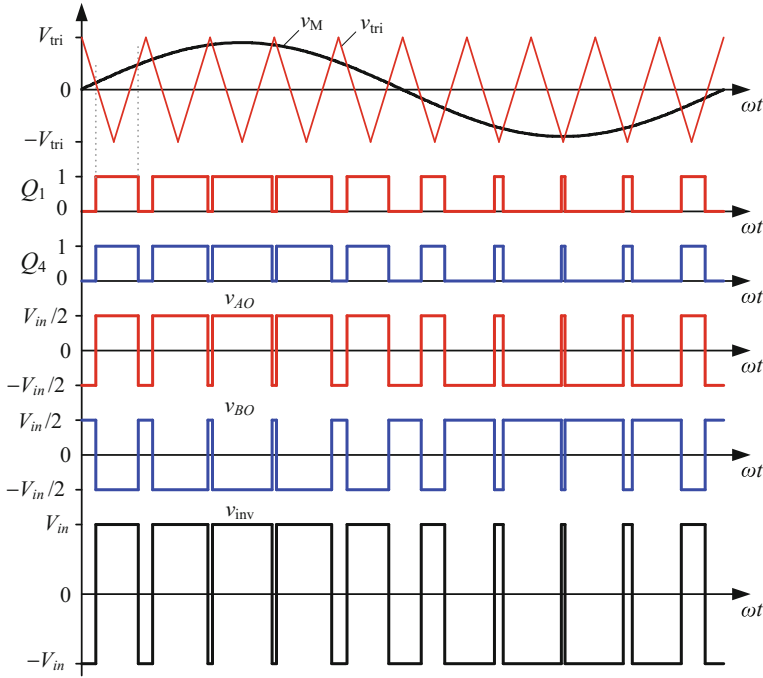 V_tri
v_M
v_tri
0
ωt
−V_tri
Q_1
1
0
ωt
Q_4
1
0
ωt
v_AO
V_in/2
0
ωt
−V_in/2
v_BO
V_in/2
0
ωt
−V_in/2
v_inv
V_in
0
ωt
−V_in